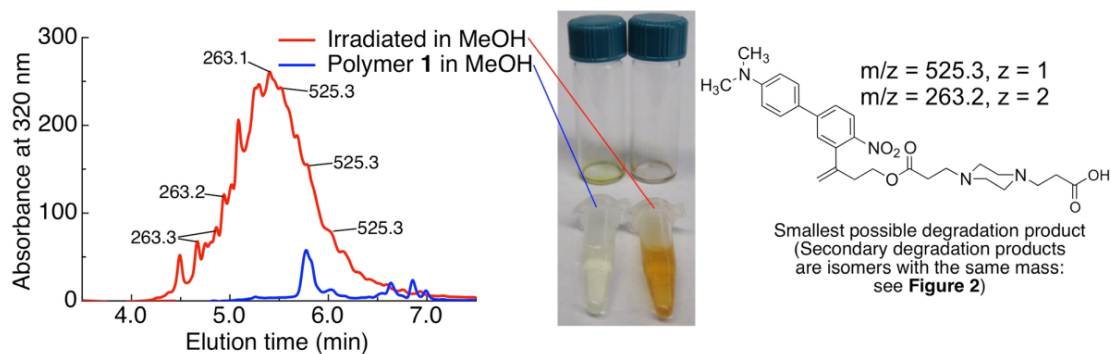 300
200
100
0
Absorbance at 320 nm
4.0 5.0 6.0 7.0
Elution time (min)
Irradiated in MeOH
Polymer 1 in MeOH
263.1
525.3
525.3
525.3
263.2
263.3
H₃C
N
CH₃
NO₂
O
O
N
N
OH
O
m/z = 525.3, z = 1
m/z = 263.2, z = 2
Smallest possible degradation product
(Secondary degradation products
are isomers with the same mass:
see Figure 2)